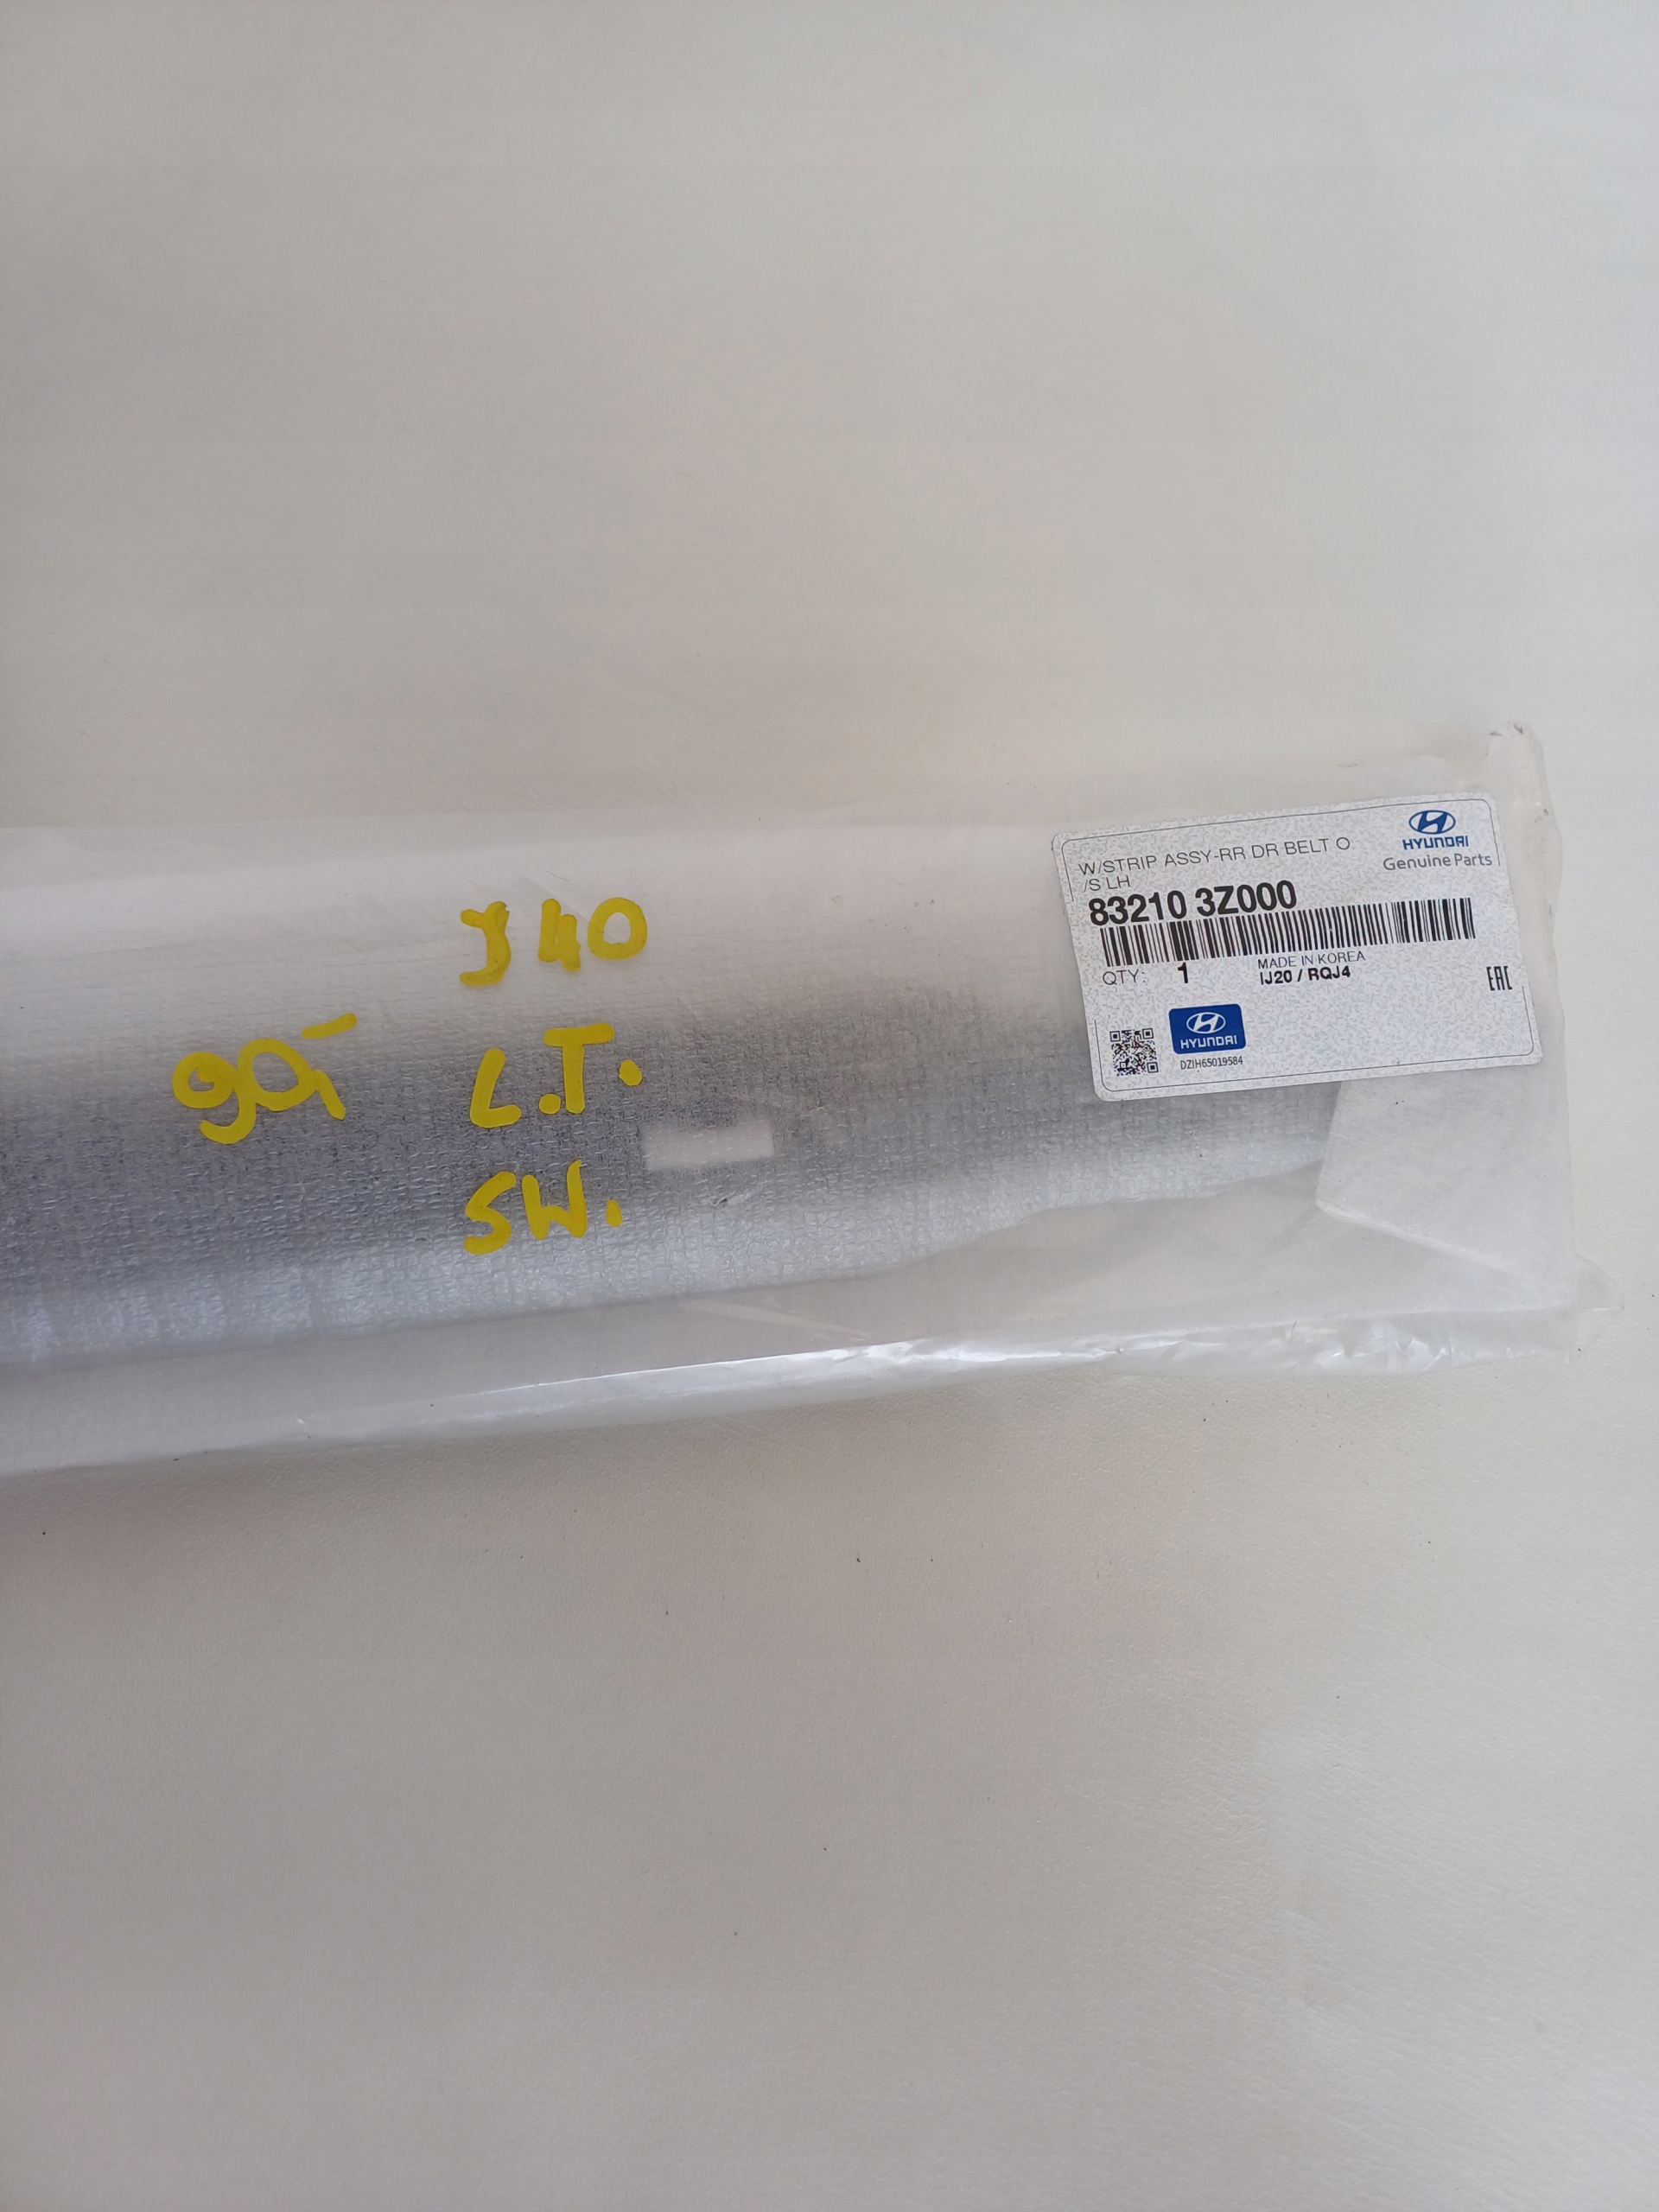 W/STRIP ASSY-RR DR BELT O
/S LH
HYUNDAI
Genuine Parts
83210 3Z000
MADE IN KOREA
QTY: 1 IJ20 / RQJ4
EAC
HYUNDAI
DZIH65019584
J40
90,-
L.T.
SW.